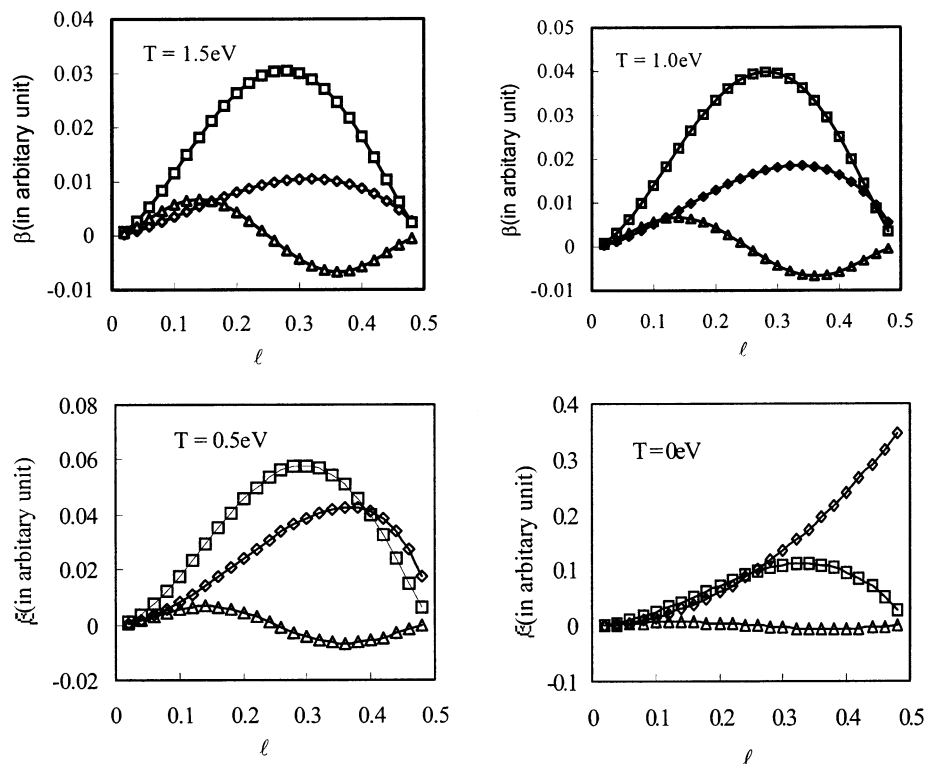 0.04
0.03
0.02
0.01
0
-0.01
T = 1.5eV
β(in arbitary unit)
0 0.1 0.2 0.3 0.4 0.5
ℓ
0.05
0.04
0.03
0.02
0.01
0
-0.01
T = 1.0eV
β(in arbitary unit)
0 0.1 0.2 0.3 0.4 0.5
ℓ
0.08
0.06
0.04
0.02
0
-0.02
T = 0.5eV
(in arbitary unit)
0 0.1 0.2 0.3 0.4 0.5
ℓ
0.4
0.3
0.2
0.1
0
-0.1
T=0eV
(in arbitary unit)
0 0.1 0.2 0.3 0.4 0.5
ℓ